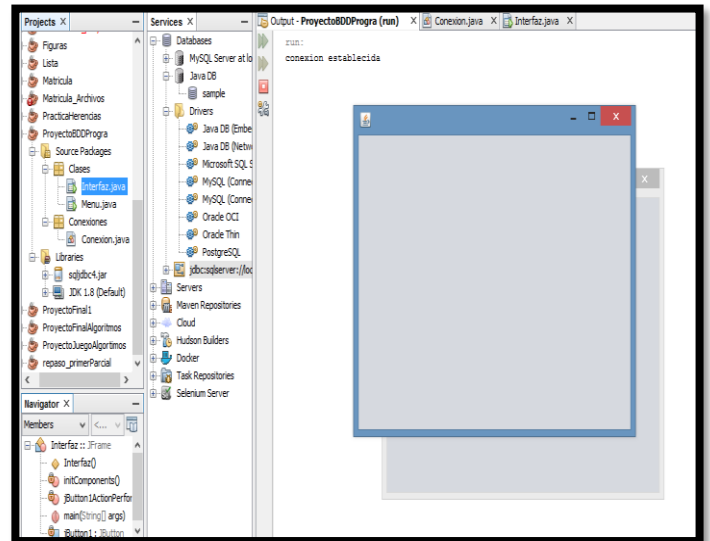 Projects X
Figuras
Lista
Matricula
Matricula_Archivos
PracticaHerencias
ProyectoBDDProgra
Source Packages
Clases
Interfaz.java
Menu.java
Conexiones
Conexion.java
Libraries
sqljdbc4.jar
JDK 1.8 (Default)
ProyectoFinal1
ProyectoFinalAlgoritmos
ProyectoJuegoAlgortimos
repaso_primerParcial
Navigator X
Members
<...
Interfaz :: JFrame
Interfaz()
initComponents()
jButton1ActionPerfor
main(String[] args)
jButton1 : JButton
Services X
Databases
MySQL Server at lo
Java DB
sample
Drivers
Java DB (Embe
Java DB (Netw
Microsoft SQL S
MySQL (Conne
MySQL (Conne
Oracle OCI
Oracle Thin
PostgreSQL
jdbc:sqlserver://loc
Servers
Maven Repositories
Cloud
Hudson Builders
Docker
Task Repositories
Selenium Server
Output - ProyectoBDDProgra (run) X
Conexion.java X
Interfaz.java X
run:
conexion establecida
X
X